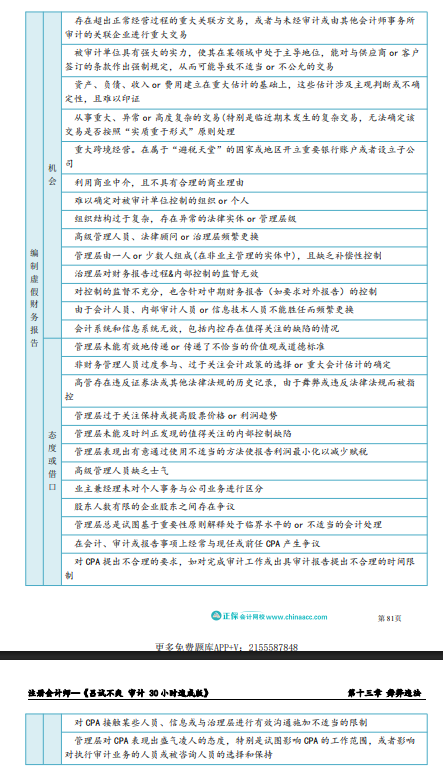 存在超出正常经营过程的重大关联方交易，或者与未经审计或由其他会计师事务所
审计的关联企业进行重大交易
被审计单位具有强大的实力，使其在某领域中处于主导地位，能对与供应商 or 客户
签订的条款作出强制规定，从而可能导致不适当 or 不公允的交易
资产、负债、收入 or 费用建立在重大估计的基础上，这些估计涉及主观判断或不确
定性，且难以印证
从事重大、异常 or 高度复杂的交易(特别是临近期末发生的复杂交易，无法确定该
交易是否按照“实质重于形式”原则处理
重大跨境经营。在属于“避税天堂”的国家或地区开立重要银行账户或者设立子公
司
机会
利用商业中介，且不具有合理的商业理由
难以确定对被审计单位控制的组织 or 个人
组织结构过于复杂，存在异常的法律实体 or 管理层级
高级管理人员、法律顾问 or 治理层频繁更换
编制虚假财务报告
管理层由一人 or 少数人组成(在非业主管理的实体中)，且缺乏补偿性控制
治理层对财务报告过程&内部控制的监督无效
对控制的监督不充分，也含针对中期财务报告（如要求对外报告）的控制
由于会计人员、内部审计人员 or 信息技术人员不能胜任而频繁更换
会计系统和信息系统无效，包括内控存在值得关注的缺陷的情况
管理层未能有效地传递 or 传递了不恰当的价值观或道德标准
非财务管理人员过度参与、过于关注会计政策的选择 or 重大会计估计的确定
高管存在违反证券法或其他法律法规的历史记录，由于舞弊或违反法律法规而被指
控
管理层过于关注保持或提高股票价格 or 利润趋势
态度或借口
管理层未能及时纠正发现的值得关注的内部控制缺陷
管理层表现出有意通过使用不适当的方法使报告利润最小化以减少赋税
高级管理人员缺乏士气
业主兼经理未对个人事务与公司业务进行区分
股东人数有限的企业股东之间存在争议
管理层总是试图基于重要性原则解释处于临界水平的 or 不适当的会计处理
在会计、审计或报告事项上经常与现任或前任 CPA 产生争议
对 CPA 提出不合理的要求，如对完成审计工作或出具审计报告提出不合理的时间限
制
正保会计网校 www.chinaacc.com
第 81页
更多免费题库APP+V：2155587848
注册会计师—《吕试不爽 审计 30 小时速成版》
第十三章 舞弊违法
对 CPA 接触某些人员、信息或与治理层进行有效沟通施加不适当的限制
管理层对 CPA 表现出盛气凌人的态度，特别是试图影响 CPA 的工作范围，或者影响
对执行审计业务的人员或被咨询人员的选择和保持